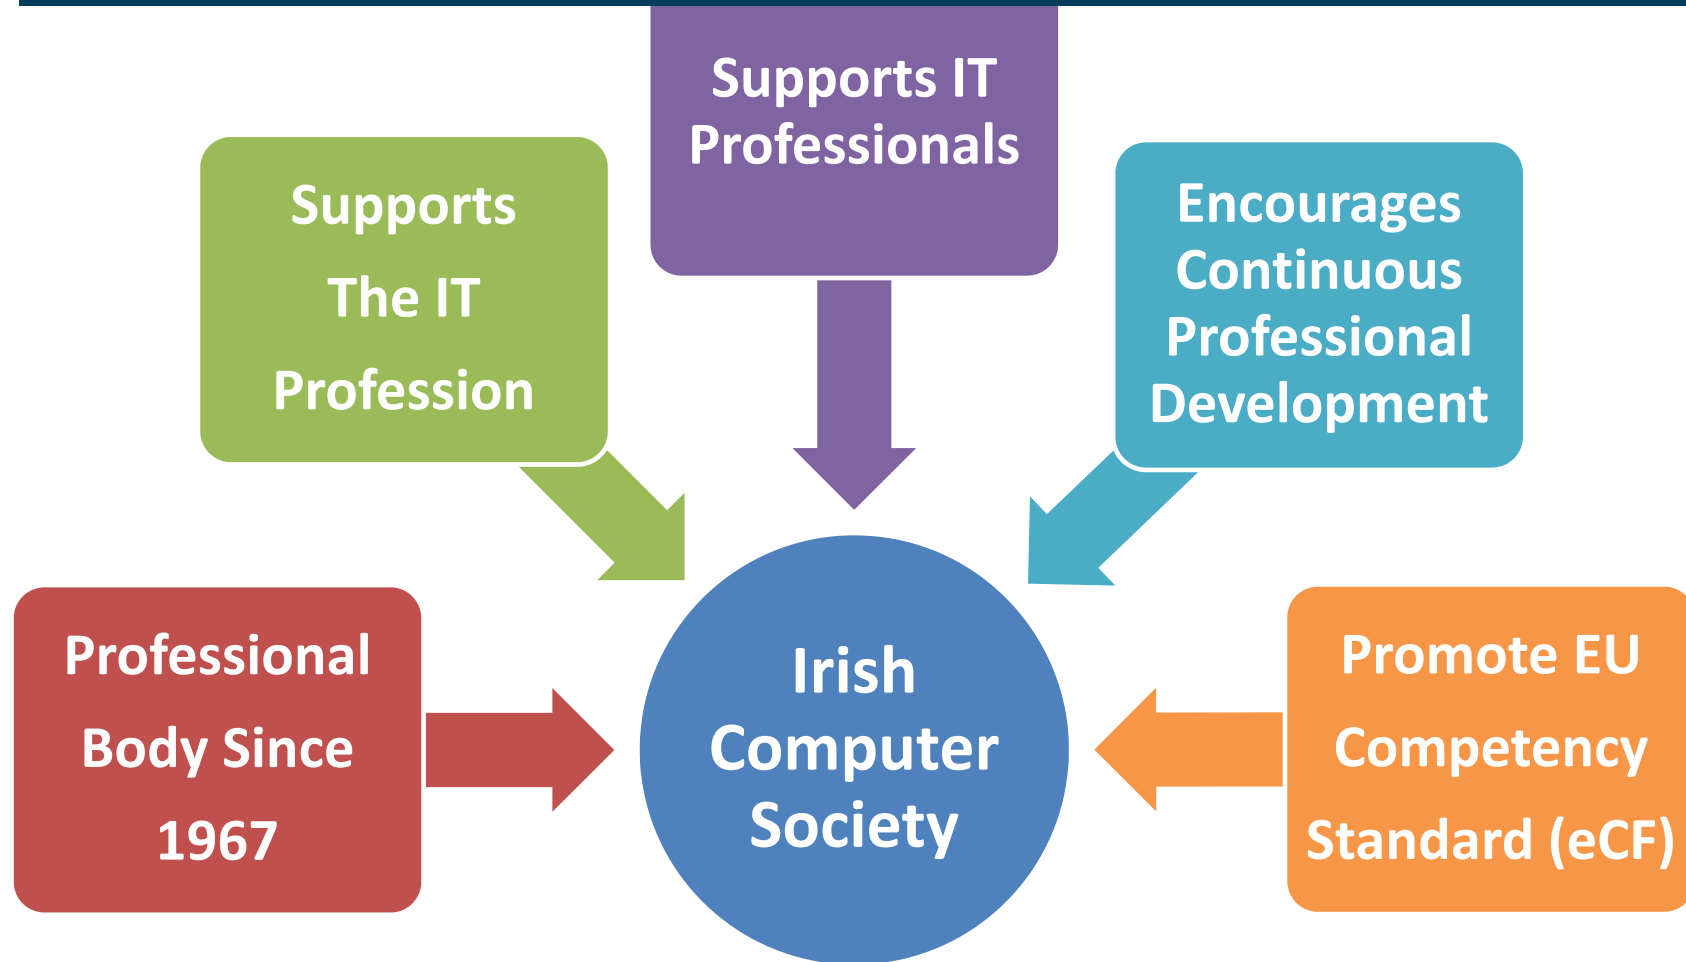 Supports IT
Professionals
Supports
The IT
Profession
Encourages
Continuous
Professional
Development
Professional
Body Since
1967
Irish
Computer
Society
Promote EU
Competency
Standard (eCF)